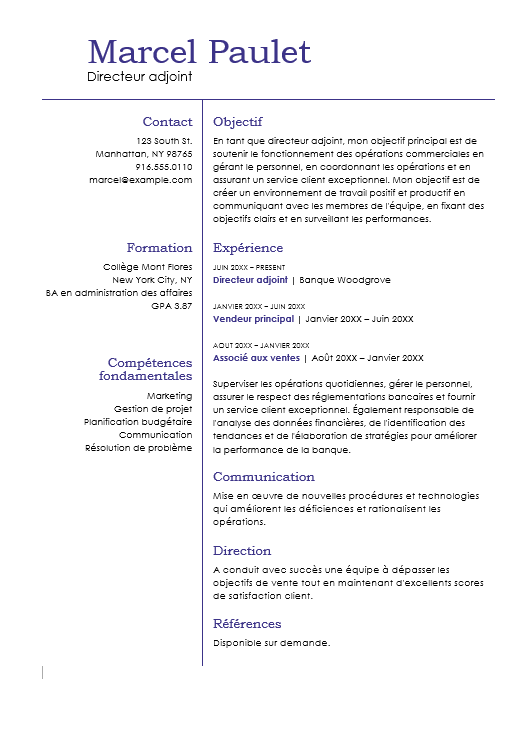 Marcel Paulet
Directeur adjoint
Contact
123 South St.
Manhattan, NY 98765
916.555.0110
marcel@example.com
Formation
Collège Mont Flores
New York City, NY
BA en administration des affaires
GPA 3.87
Compétences
fondamentales
Marketing
Gestion de projet
Planification budgétaire
Communication
Résolution de problème
Objectif
En tant que directeur adjoint, mon objectif principal est de
soutenir le fonctionnement des opérations commerciales en
gérant le personnel, en coordonnant les opérations et en
assurant un service client exceptionnel. Mon objectif est de
créer un environnement de travail positif et productif en
communiquant avec les membres de l'équipe, en fixant des
objectifs clairs et en surveillant les performances.
Expérience
JUIN 20XX – PRESENT
Directeur adjoint | Banque Woodgrove
JANVIER 20XX – JUIN 20XX
Vendeur principal | Janvier 20XX – Juin 20XX
AOUT 20XX – JANVIER 20XX
Associé aux ventes | Août 20XX – Janvier 20XX
Superviser les opérations quotidiennes, gérer le personnel,
assurer le respect des réglementations bancaires et fournir
un service client exceptionnel. Également responsable de
l'analyse des données financières, de l'identification des
tendances et de l'élaboration de stratégies pour améliorer
la performance de la banque.
Communication
Mise en œuvre de nouvelles procédures et technologies
qui améliorent les déficiences et rationalisent les
opérations.
Direction
A conduit avec succès une équipe à dépasser les
objectifs de vente tout en maintenant d'excellents scores
de satisfaction client.
Références
Disponible sur demande.